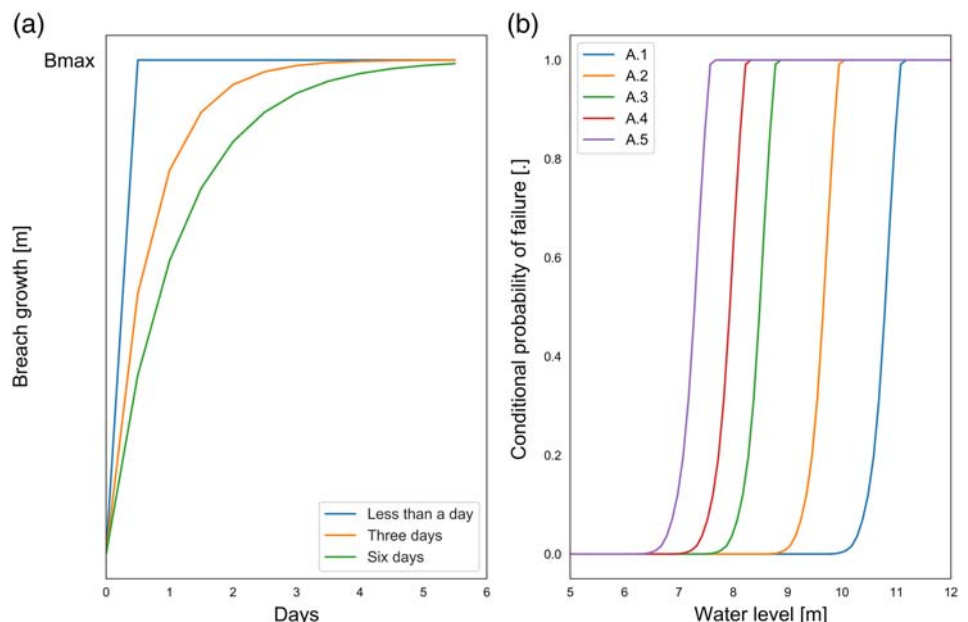 (a)
Bmax
Breach growth [m]
Less than a day
Three days
Six days
0 1 2 3 4 5 6
Days
(b)
A.1
A.2
A.3
A.4
A.5
Conditional probability of failure [.]
1.0
0.8
0.6
0.4
0.2
0.0
5 6 7 8 9 10 11 12
Water level [m]